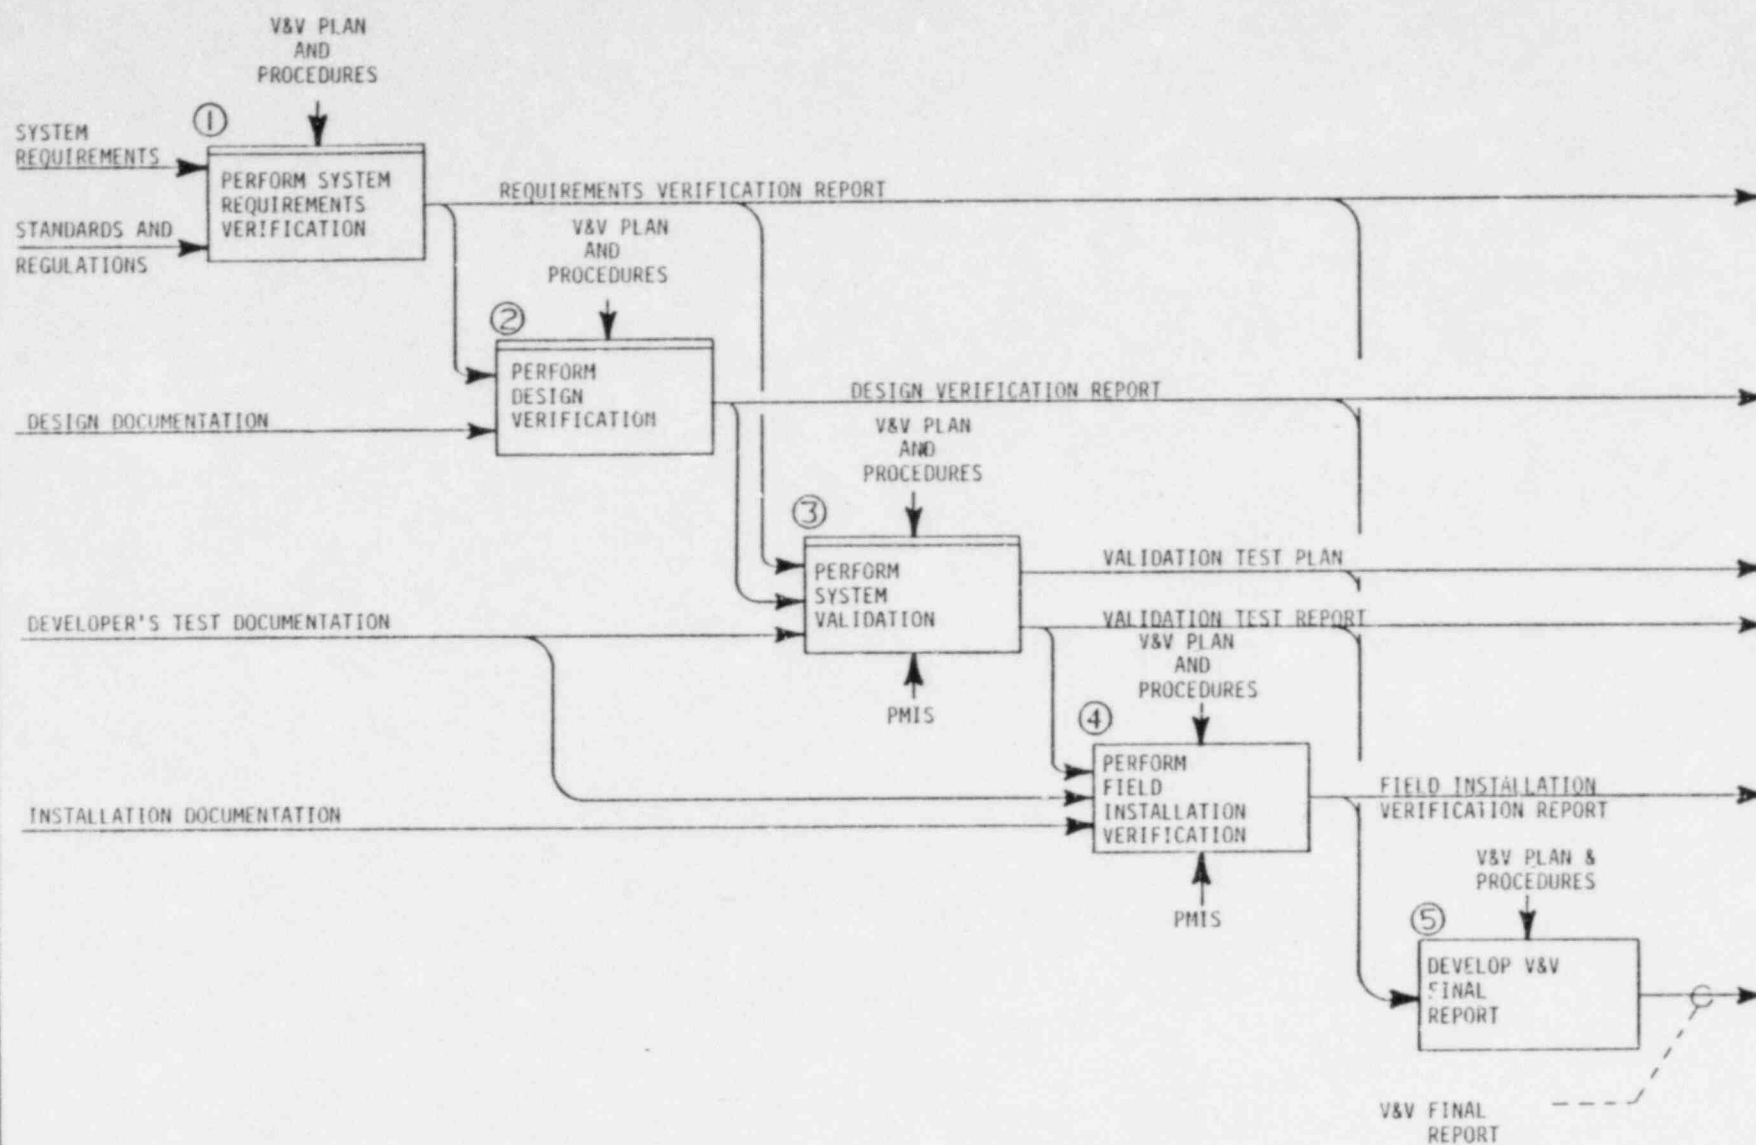 V&V PLAN
AND
PROCEDURES
①
SYSTEM
REQUIREMENTS
PERFORM SYSTEM
REQUIREMENTS
VERIFICATION
STANDARDS AND
REGULATIONS
REQUIREMENTS VERIFICATION REPORT
V&V PLAN
AND
PROCEDURES
②
PERFORM
DESIGN
VERIFICATION
DESIGN DOCUMENTATION
DESIGN VERIFICATION REPORT
V&V PLAN
AND
PROCEDURES
③
PERFORM
SYSTEM
VALIDATION
DEVELOPER'S TEST DOCUMENTATION
PMIS
VALIDATION TEST PLAN
VALIDATION TEST REPORT
V&V PLAN
AND
PROCEDURES
④
PERFORM
FIELD
INSTALLATION
VERIFICATION
INSTALLATION DOCUMENTATION
PMIS
FIELD INSTALLATION
VERIFICATION REPORT
V&V PLAN &
PROCEDURES
⑤
DEVELOP V&V
FINAL
REPORT
V&V FINAL
REPORT